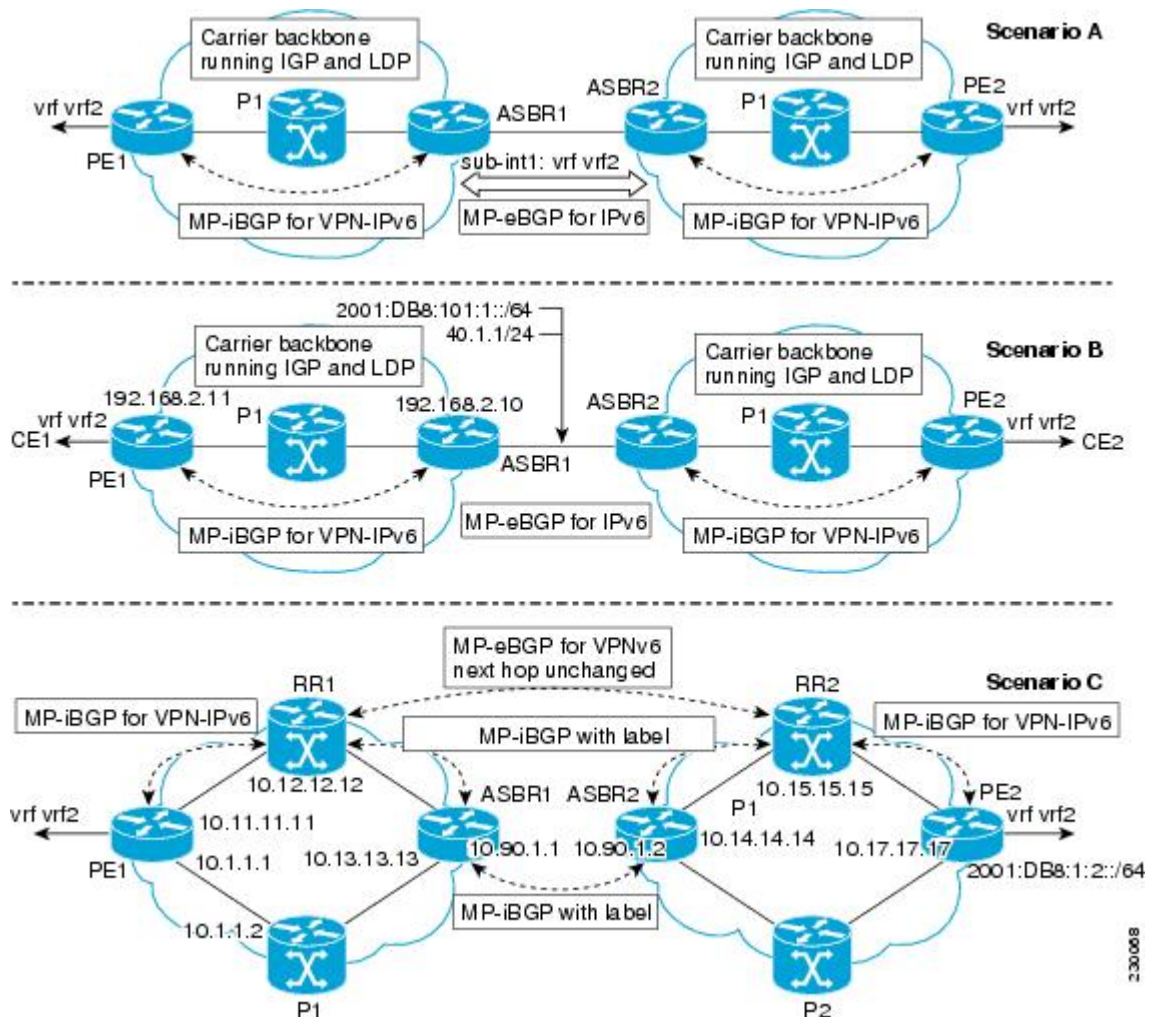 Carrier backbone
running IGP and LDP
Carrier backbone
running IGP and LDP
Scenario A
P1
ASBR2
P1
PE2
vrf vrf2
ASBR1
vrf vrf2
PE1
sub-int1: vrf vrf2
MP-iBGP for VPN-IPv6
MP-eBGP for IPv6
MP-iBGP for VPN-IPv6
2001:DB8:101:1::/64
40.1.1/24
Carrier backbone
running IGP and LDP
Carrier backbone
running IGP and LDP
Scenario B
192.168.2.11
P1
192.168.2.10
ASBR2
P1
PE2
vrf vrf2
CE1
vrf vrf2
CE2
PE1
ASBR1
MP-iBGP for VPN-IPv6
MP-eBGP for IPv6
MP-iBGP for VPN-IPv6
MP-eBGP for VPNv6
next hop unchanged
RR1
RR2
Scenario C
MP-iBGP for VPN-IPv6
MP-iBGP for VPN-IPv6
MP-iBGP with label
10.12.12.12
10.15.15.15
ASBR1
ASBR2
P1
PE2
vrf vrf2
10.11.11.11
vrf vrf2
10.14.14.14
PE1
10.1.1.1
10.13.13.13
10.90.1.1
10.90.1.2
10.17.17.17
2001:DB8:1:2::/64
MP-iBGP with label
10.1.1.2
P1
P2
230068